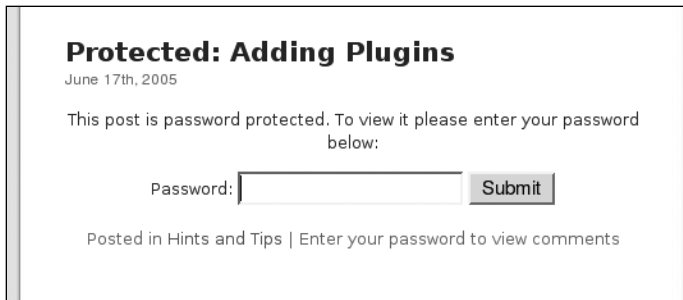 Protected: Adding Plugins
June 17th, 2005
This post is password protected. To view it please enter your password
below:
Password: Submit
Posted in Hints and Tips | Enter your password to view comments